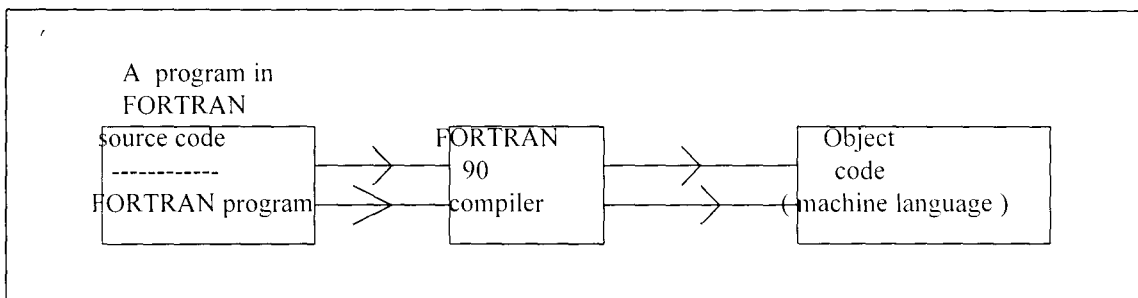 A program in
FORTRAN
source code
------------
FORTRAN program
FORTRAN
90
compiler
Object
code
( machine language )